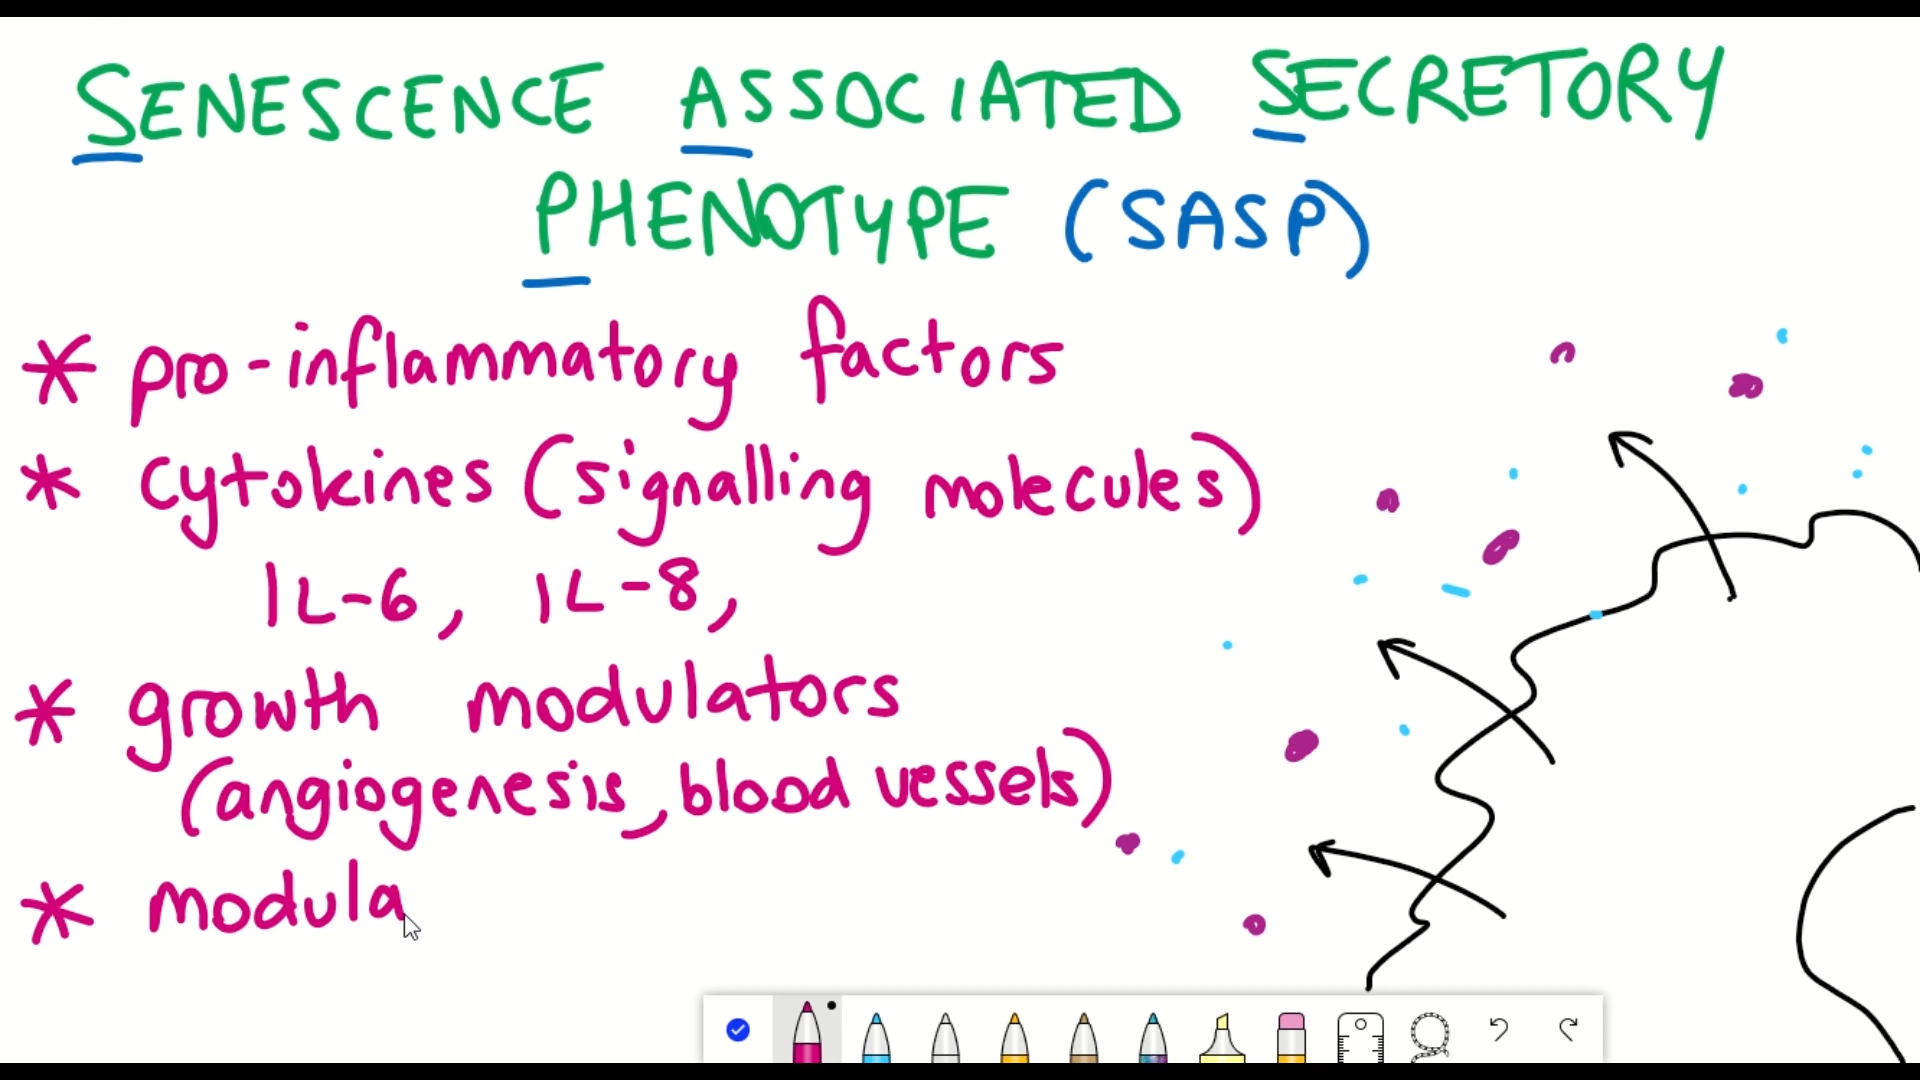 SENESCENCE ASSOCIATED SECRETORY
PHENOTYPE (SASP)
* pro-inflammatory factors
* cytokines (signalling molecules)
IL-6, IL-8,
* growth modulators
(angiogenesis, blood vessels)
* modula